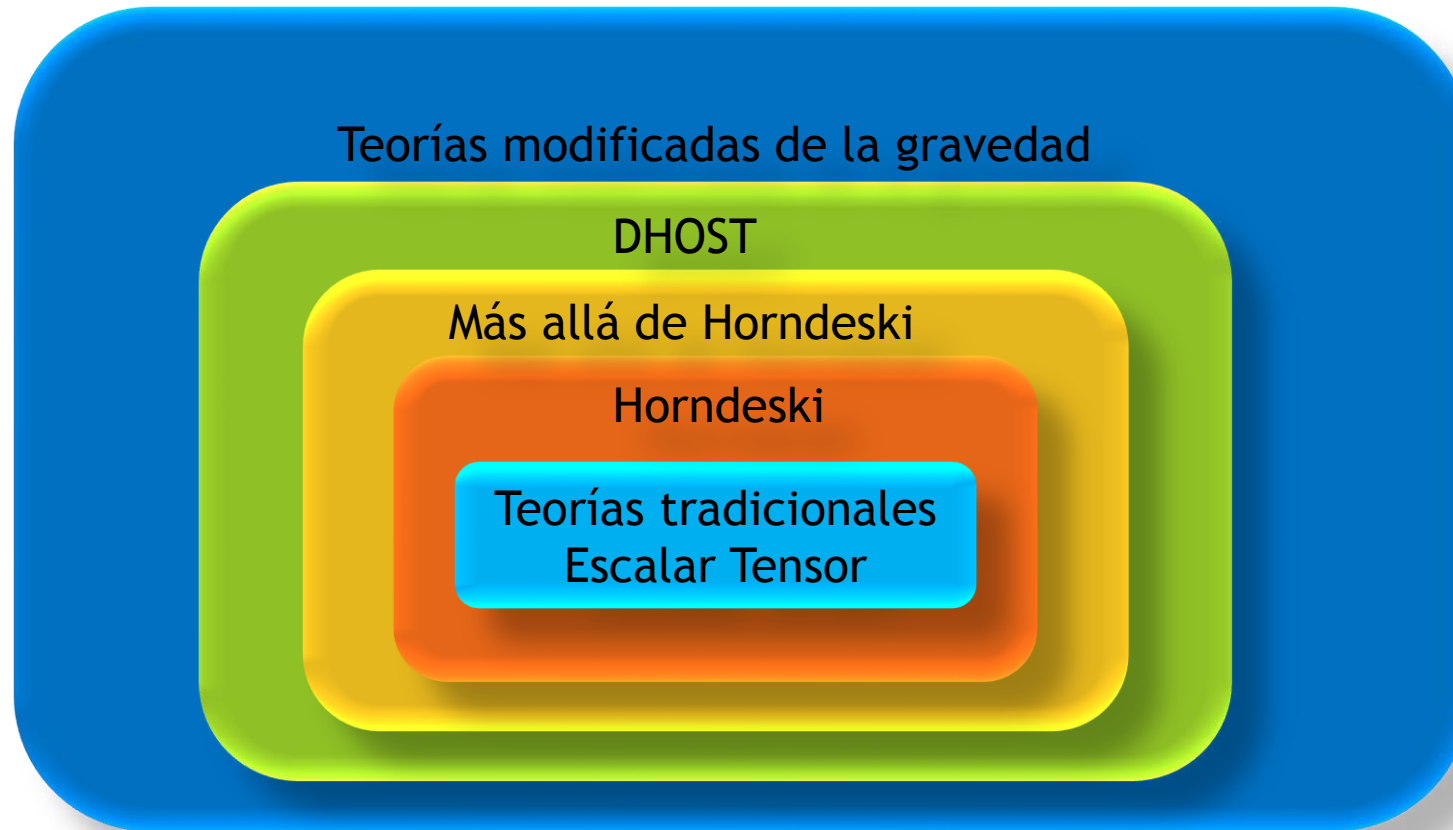 Teorías modificadas de la gravedad
DHOST
Más allá de Horndeski
Horndeski
Teorías tradicionales
Escalar Tensor